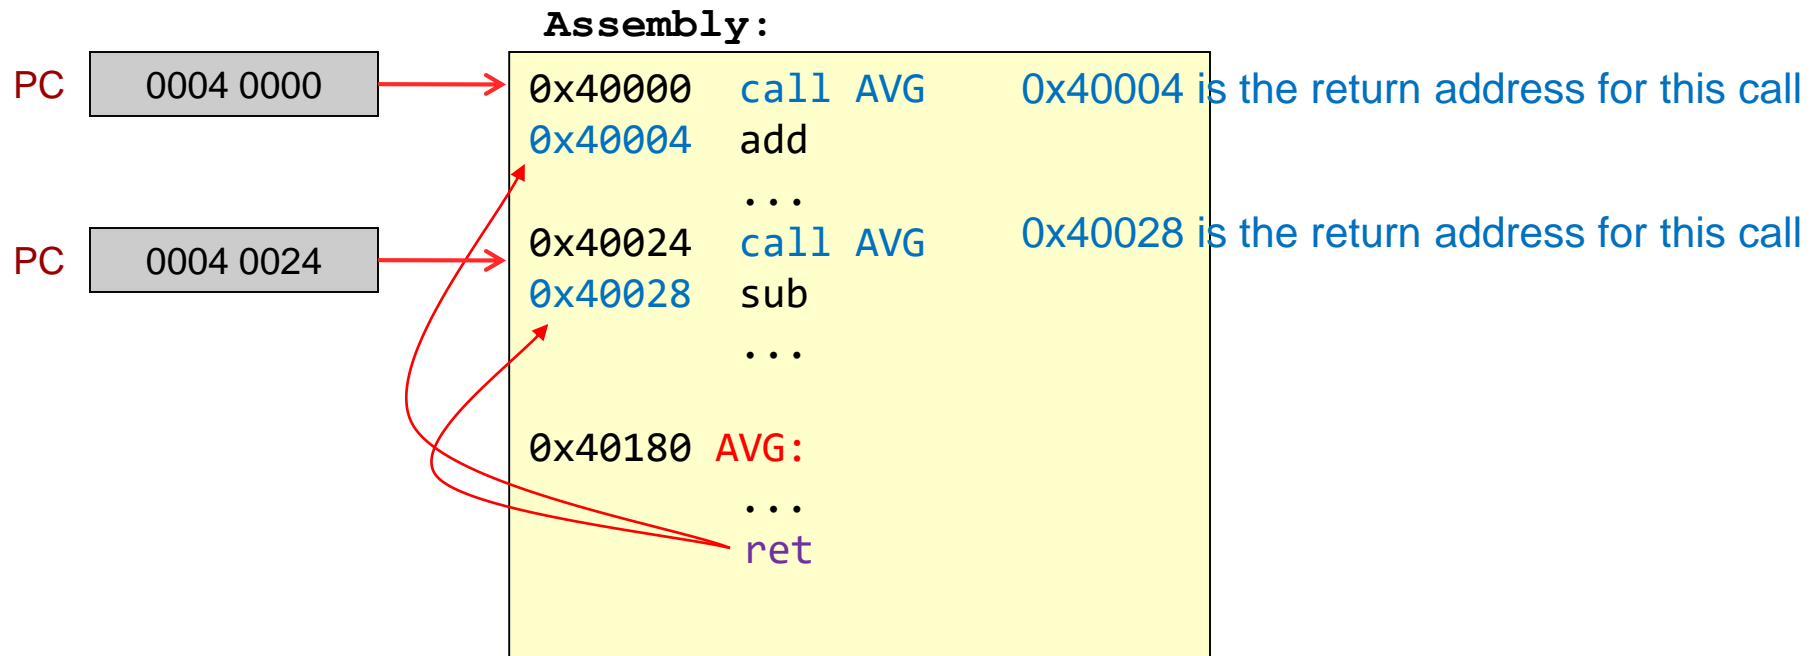 Assembly:
PC 0004 0000 0x40000 call AVG 0x40004 is the return address for this call
0x40004 add
...
0x40024 call AVG 0x40028 is the return address for this call
PC 0004 0024
0x40028 sub
...
0x40180 AVG:
...
ret